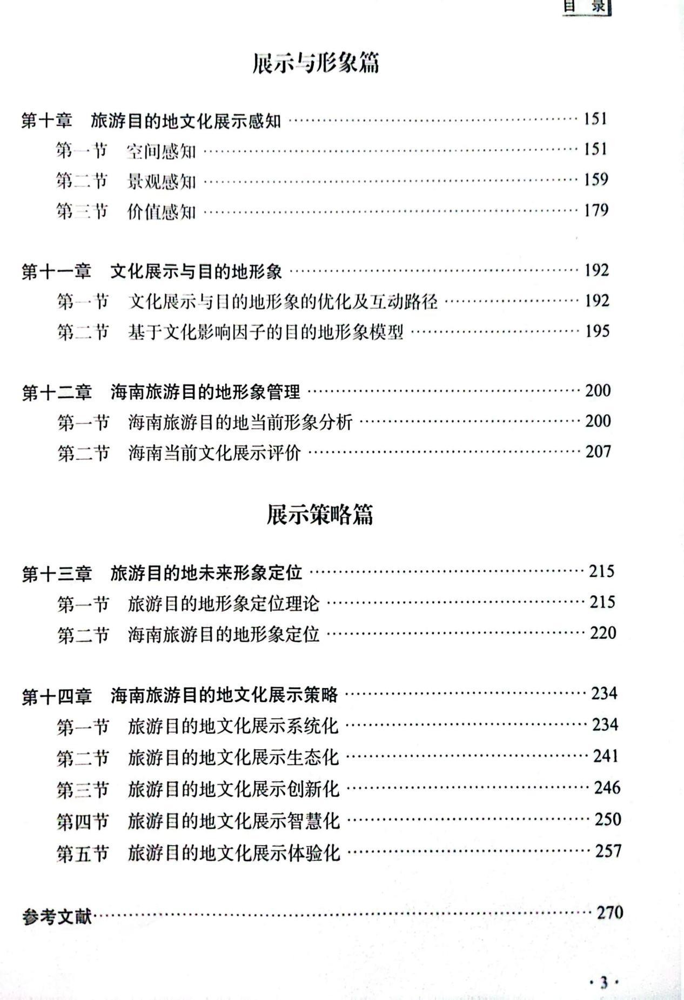 目 录
展示与形象篇
第十章 旅游目的地文化展示感知 …………………………………… 151
第一节 空间感知 …………………………………… 151
第二节 景观感知 …………………………………… 159
第三节 价值感知 …………………………………… 179
第十一章 文化展示与目的地形象 …………………………………… 192
第一节 文化展示与目的地形象的优化及互动路径 …………………… 192
第二节 基于文化影响因子的目的地形象模型 …………………… 195
第十二章 海南旅游目的地形象管理 …………………………………… 200
第一节 海南旅游目的地当前形象分析 …………………………… 200
第二节 海南当前文化展示评价 …………………………………… 207
展示策略篇
第十三章 旅游目的地未来形象定位 …………………………………… 215
第一节 旅游目的地形象定位理论 …………………………… 215
第二节 海南旅游目的地形象定位 …………………………… 220
第十四章 海南旅游目的地文化展示策略 …………………………… 234
第一节 旅游目的地文化展示系统化 …………………………… 234
第二节 旅游目的地文化展示生态化 …………………………… 241
第三节 旅游目的地文化展示创新化 …………………………… 246
第四节 旅游目的地文化展示智慧化 …………………………… 250
第五节 旅游目的地文化展示体验化 …………………………… 257
参考文献 …………………………………………………… 270
· 3 ·